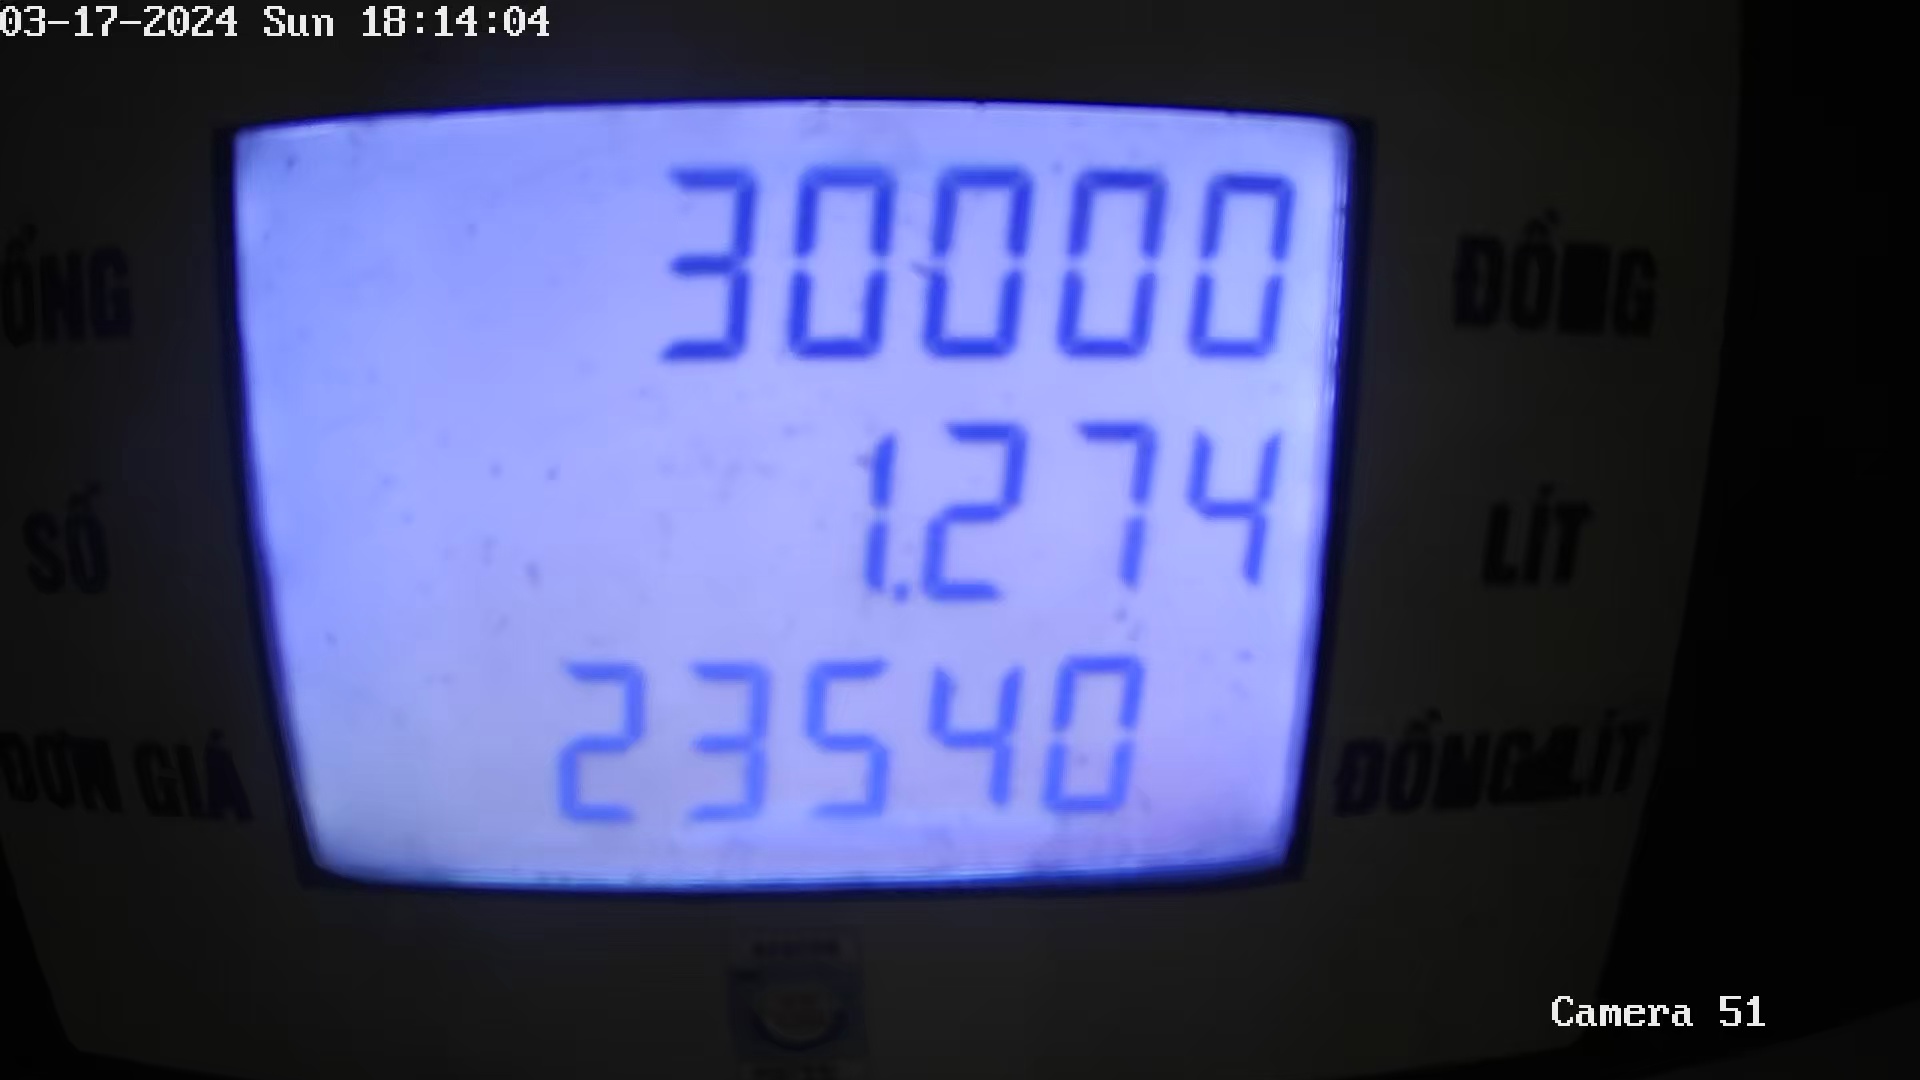 03-17-2024 Sun 18:14:04
30000 ĐỒNG
SỐ 1.274 LÍT
ĐƠN GIÁ 23540 ĐỒNG/LÍT
Camera 51